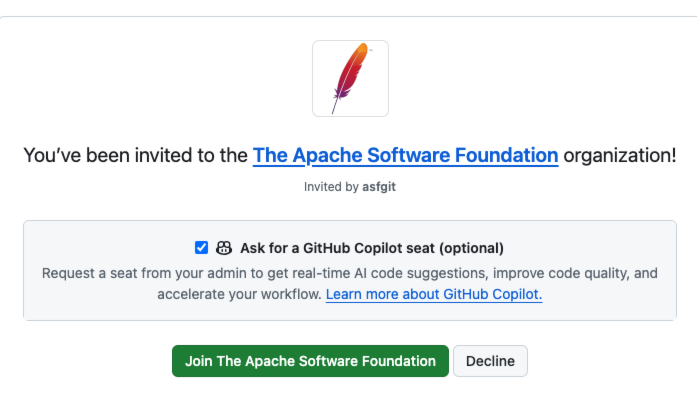 You’ve been invited to the The Apache Software Foundation organization!
Invited by asfgit
Ask for a GitHub Copilot seat (optional)
Request a seat from your admin to get real-time AI code suggestions, improve code quality, and
accelerate your workflow. Learn more about GitHub Copilot.
Join The Apache Software Foundation
Decline